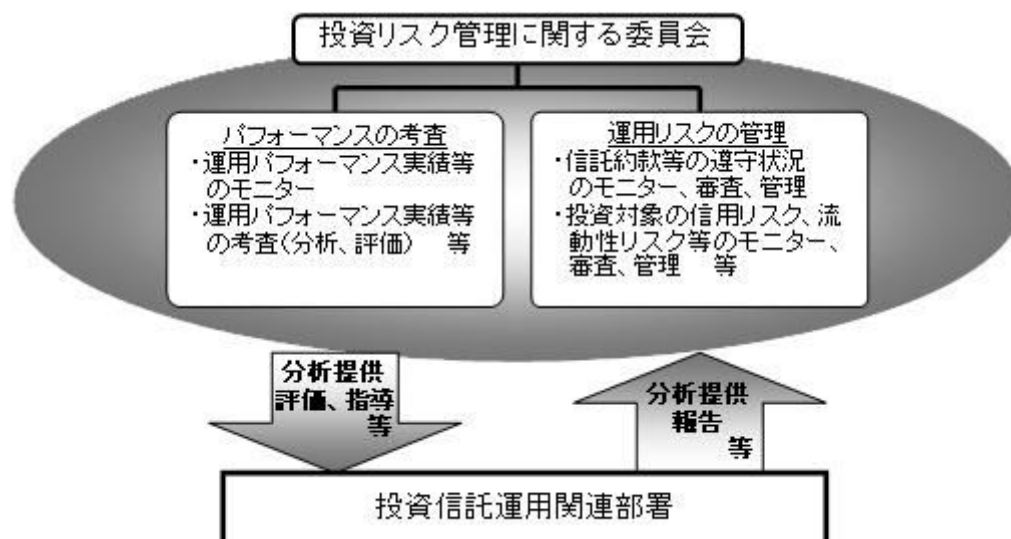 投資リスク管理に関する委員会
パフォーマンスの考査
・運用パフォーマンス実績等
のモニター
・運用パフォーマンス実績等
の考査(分析、評価) 等
運用リスクの管理
・信託約款等の遵守状況
のモニター、審査、管理
・投資対象の信用リスク、流
動性リスク等のモニター、
審査、管理 等
分析提供
評価、指導
等
分析提供
報告
等
投資信託運用関連部署